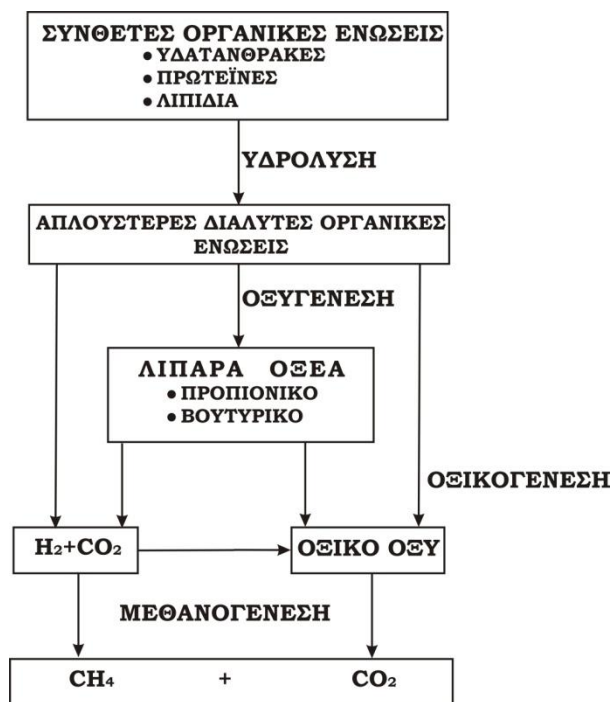 ΣΥΝΘΕΤΕΣ ΟΡΓΑΝΙΚΕΣ ΕΝΩΣΕΙΣ
• ΥΔΑΤΑΝΘΡΑΚΕΣ
• ΠΡΩΤΕΪΝΕΣ
• ΛΙΠΙΔΙΑ
ΥΔΡΟΛΥΣΗ
ΑΠΛΟΥΣΤΕΡΕΣ ΔΙΑΛΥΤΕΣ ΟΡΓΑΝΙΚΕΣ
ΕΝΩΣΕΙΣ
ΟΞΥΓΕΝΕΣΗ
ΛΙΠΑΡΑ ΟΞΕΑ
• ΠΡΟΠΙΟΝΙΚΟ
• ΒΟΥΤΥΡΙΚΟ
ΟΞΙΚΟΓΕΝΕΣΗ
H₂+CO₂
ΟΞΙΚΟ ΟΞΥ
ΜΕΘΑΝΟΓΕΝΕΣΗ
CH₄ + CO₂